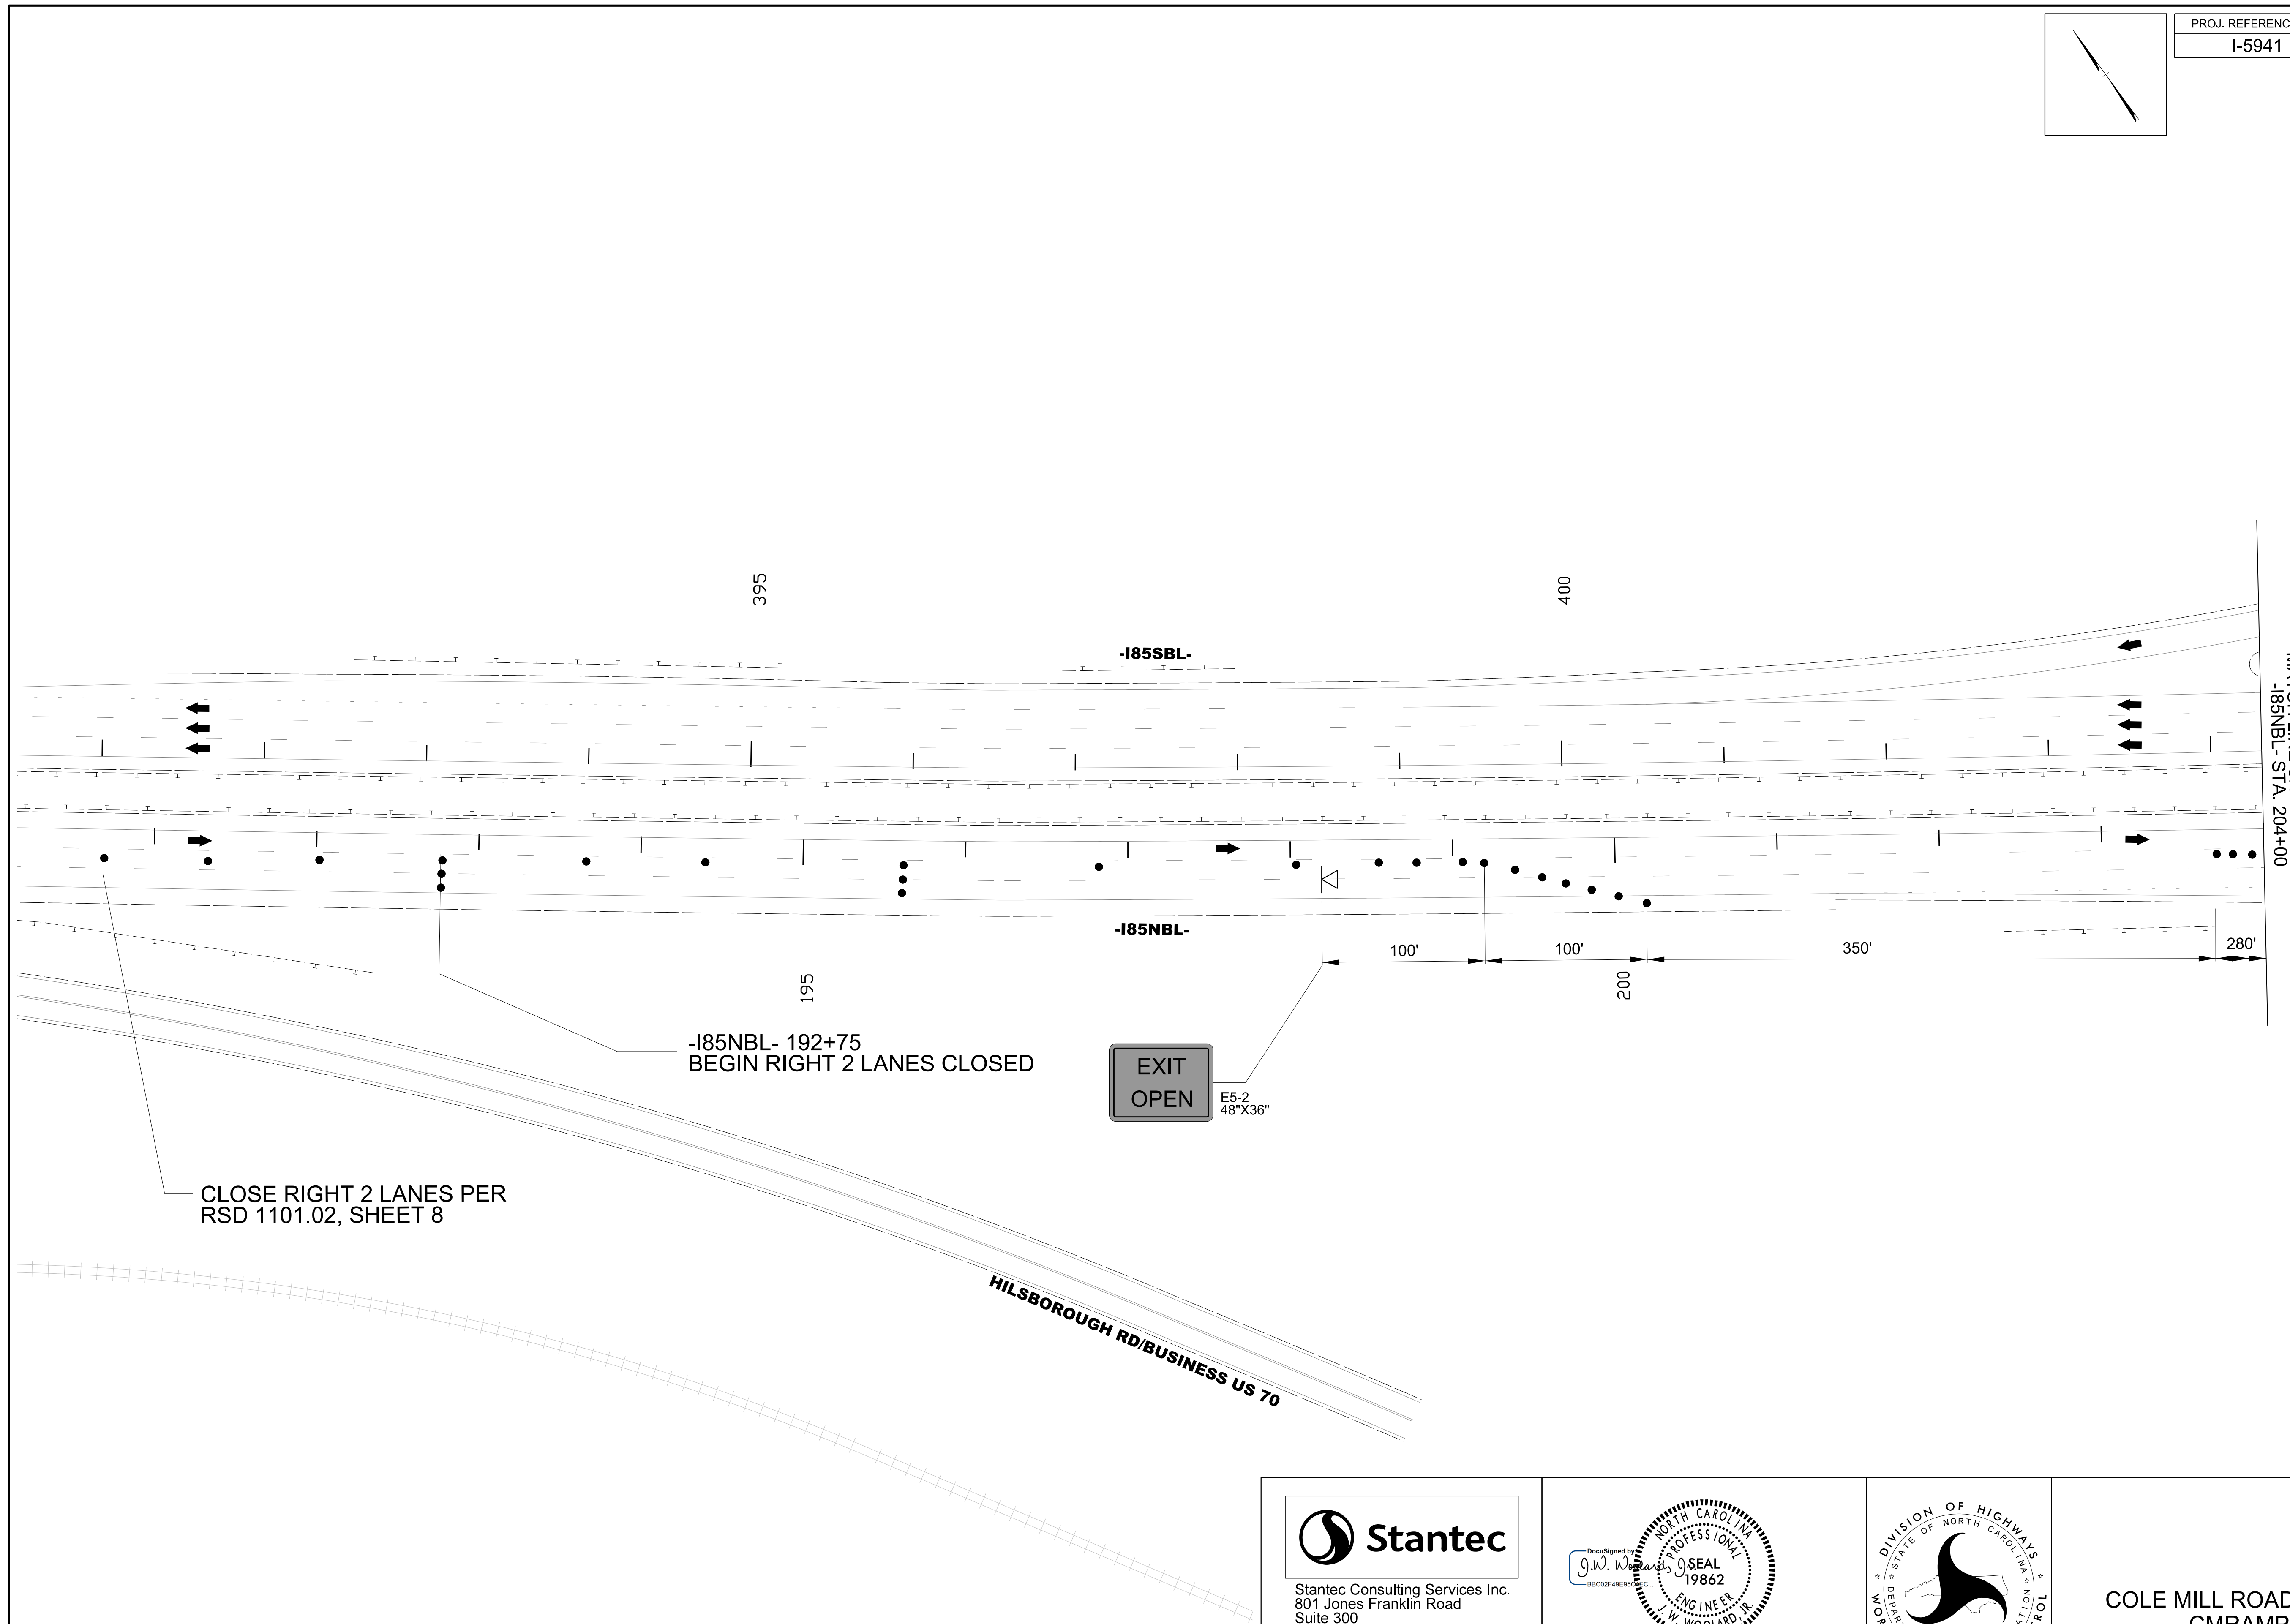 PROJ. REFERENC
I-5941
395
400
-I85SBL-
-I85NBL- STA. 204+00
-I85NBL-
100'
100'
350'
280'
195
200
-I85NBL- 192+75
BEGIN RIGHT 2 LANES CLOSED
EXIT
OPEN
E5-2
48"X36"
CLOSE RIGHT 2 LANES PER
RSD 1101.02, SHEET 8
HILSBOROUGH RD/BUSINESS US 70
Stantec
Stantec Consulting Services Inc.
801 Jones Franklin Road
Suite 300
DocuSigned by:
J.W. Woolard, J
NORTH CAROLINA
PROFESSIONAL
SEAL
19862
ENGINEER
J. W. WOOLARD, JR.
DIVISION OF HIGHWAYS
STATE OF NORTH CAROLINA
COLE MILL ROAD